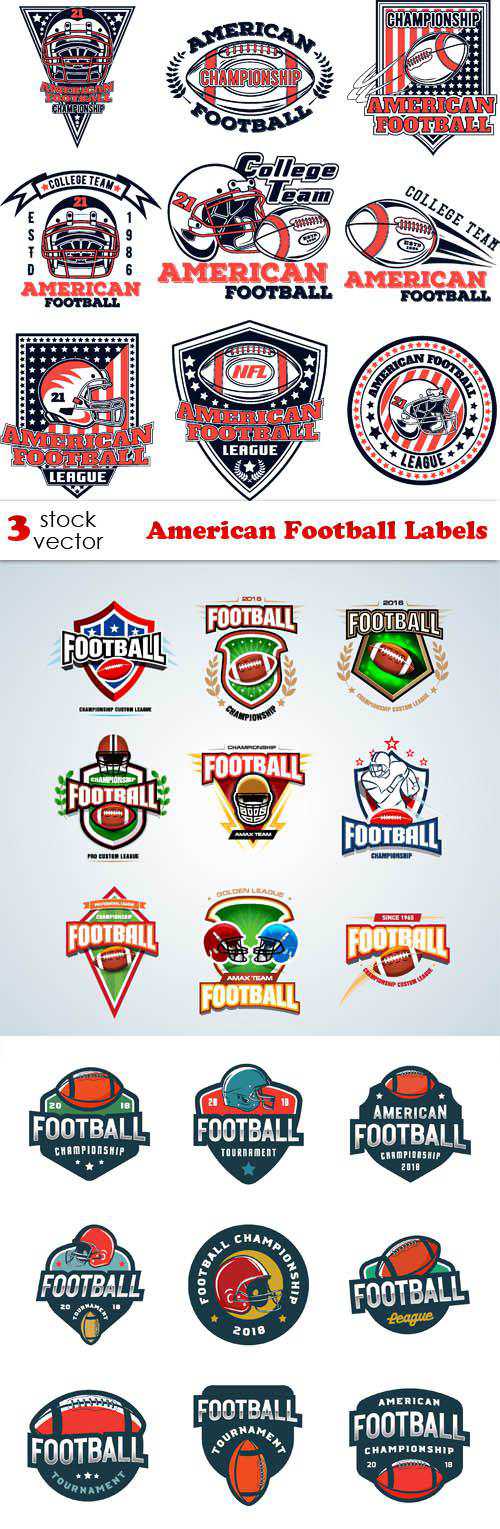 21
AMERICAN
FOOTBALL
CHAMPIONSHIP
AMERICAN
CHAMPIONSHIP
FOOTBALL
CHAMPIONSHIP
AMERICAN
FOOTBALL
COLLEGE TEAM
21
ESTD
1986
AMERICAN
FOOTBALL
College
Team
21
ESTD
AMERICAN
FOOTBALL
COLLEGE TEAM
ESTD
AMERICAN
FOOTBALL
21
AMERICAN
FOOTBALL
LEAGUE
NFL
AMERICAN
FOOTBALL
LEAGUE
AMERICAN FOOTBALL
21
LEAGUE
3 stock
vector
American Football Labels
FOOTBALL
CHAMPIONSHIP CUSTOM LEAGUE
2016
FOOTBALL
CHAMPIONSHIP
2016
FOOTBALL
CHAMPIONSHIP CUSTOM LEAGUE
CHAMPIONSHIP
FOOTBALL
PRO CUSTOM LEAGUE
CHAMPIONSHIP
FOOTBALL
AMAX TEAM
FOOTBALL
CHAMPIONSHIP
PROFESSIONAL LEAGUE
CHAMPIONSHIP
FOOTBALL
GOLDEN LEAGUE
AMAX TEAM
FOOTBALL
SINCE 1965
FOOTBALL
CHAMPIONSHIP CUSTOM LEAGUE
20 18
FOOTBALL
CHAMPIONSHIP
20 18
FOOTBALL
TOURNAMENT
AMERICAN
FOOTBALL
CHAMPIONSHIP
2018
FOOTBALL
20 18
TOURNAMENT
FOOTBALL CHAMPIONSHIP
2018
FOOTBALL
League
FOOTBALL
TOURNAMENT
FOOTBALL
TOURNAMENT
AMERICAN
FOOTBALL
CHAMPIONSHIP
20 18